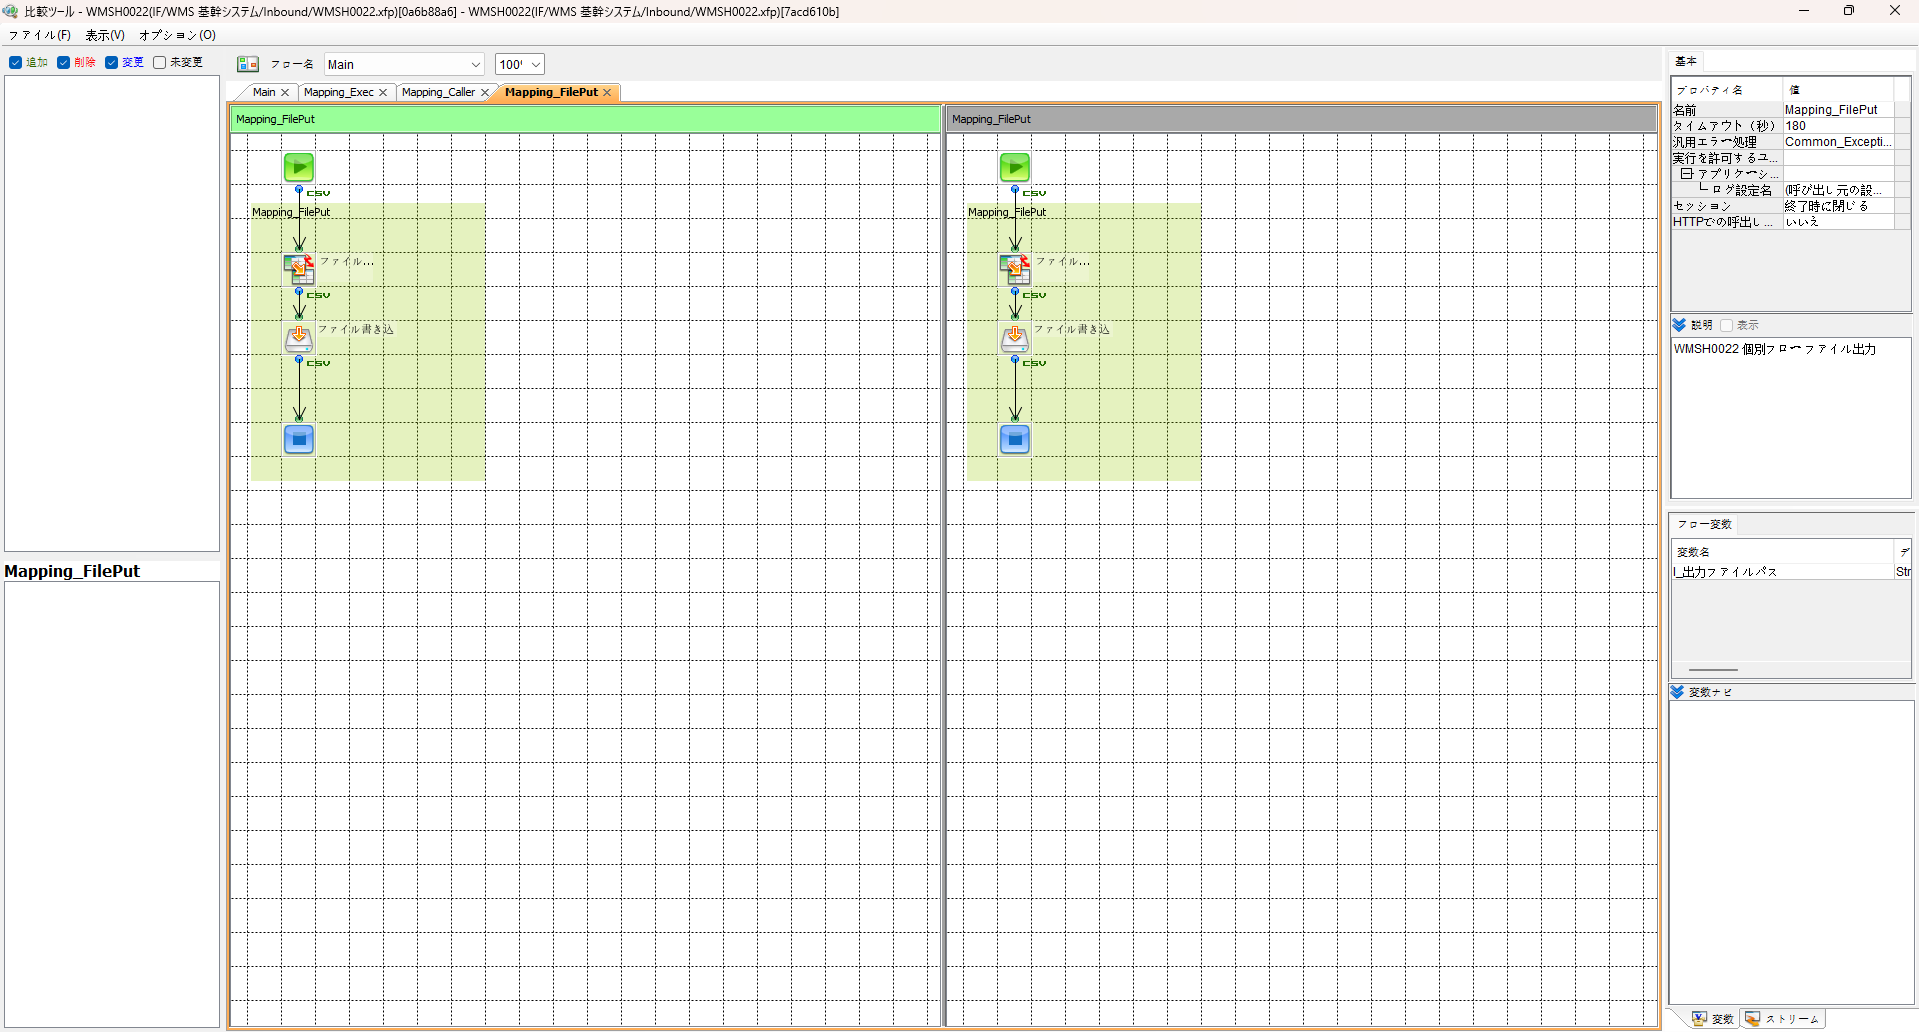 比較ツール - WMSH0022(IF/WMS 基幹システム/Inbound/WMSH0022.xfp)[0a6b88a6] - WMSH0022(IF/WMS 基幹システム/Inbound/WMSH0022.xfp)[7acd610b]
ファイル(F) 表示(V) オプション(O)
追加 削除 変更 未変更
フロー名 Main 100'
Main Mapping_Exec Mapping_Caller Mapping_FilePut
Mapping_FilePut
CSV
Mapping_FilePut
ファイル...
CSV
ファイル書き込
CSV
Mapping_FilePut
CSV
Mapping_FilePut
ファイル...
CSV
ファイル書き込
CSV
Mapping_FilePut
基本
プロパティ名 値
名前 Mapping_FilePut
タイムアウト（秒） 180
汎用エラー処理 Common_Excepti...
実行を許可するユ...
アプリケーシ...
ログ設定名 (呼び出し元の設...
セッション 終了時に閉じる
HTTPでの呼出し... いいえ
説明 表示
WMSH0022 個別フロー ファイル出力
フロー変数
変数名 デ
I_出力ファイルパス Str
変数ナビ
変数 ストリーム